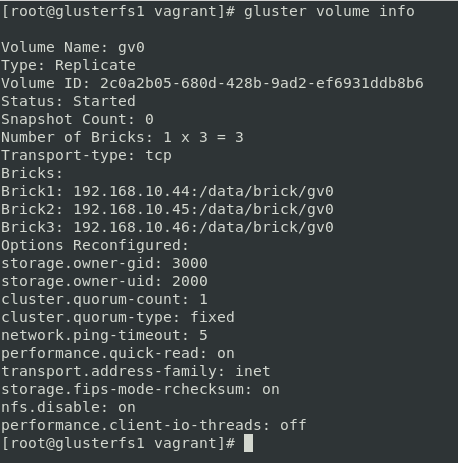 [root@glusterfs1 vagrant]# gluster volume info
Volume Name: gv0
Type: Replicate
Volume ID: 2c0a2b05-680d-428b-9ad2-ef6931ddb8b6
Status: Started
Snapshot Count: 0
Number of Bricks: 1 x 3 = 3
Transport-type: tcp
Bricks:
Brick1: 192.168.10.44:/data/brick/gv0
Brick2: 192.168.10.45:/data/brick/gv0
Brick3: 192.168.10.46:/data/brick/gv0
Options Reconfigured:
storage.owner-gid: 3000
storage.owner-uid: 2000
cluster.quorum-count: 1
cluster.quorum-type: fixed
network.ping-timeout: 5
performance.quick-read: on
transport.address-family: inet
storage.fips-mode-rchecksum: on
nfs.disable: on
performance.client-io-threads: off
[root@glusterfs1 vagrant]#